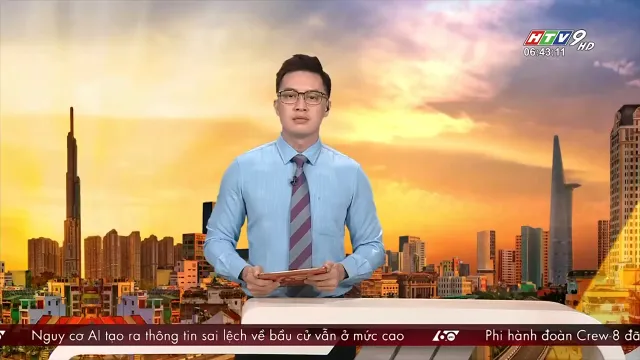 HTV9 HD
06:43:11
Nguy cơ AI tạo ra thông tin sai lệch về bầu cử vẫn ở mức cao
Phi hành đoàn Crew-8 đã